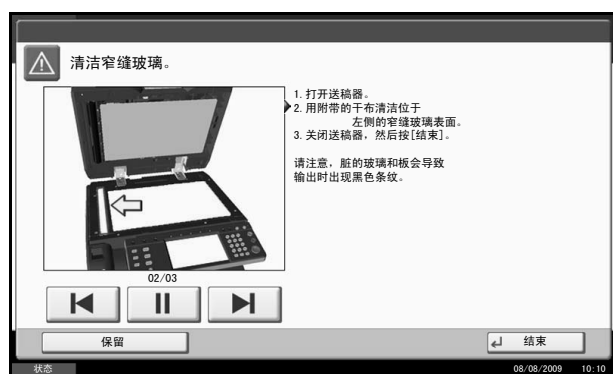 清洁窄缝玻璃。
1. 打开送稿器。
2. 用附带的干布清洁位于
左侧的窄缝玻璃表面。
3. 关闭送稿器，然后按[结束]。
请注意，脏的玻璃和板会导致
输出时出现黑色条纹。
02/03
保留
结束
状态
08/08/2009 10:10